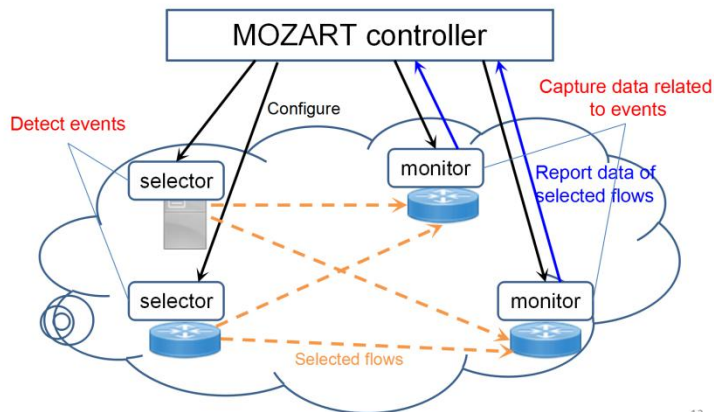 MOZART controller
Configure
Capture data related
to events
Detect events
selector
monitor
Report data of
selected flows
selector
monitor
Selected flows